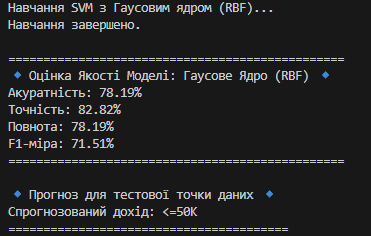 Навчання SVM з Гаусовим ядром (RBF)...
Навчання завершено.
================================================
🔹 Оцінка Якості Моделі: Гаусове Ядро (RBF) 🔹
Акуратність: 78.19%
Точність: 82.82%
Повнота: 78.19%
F1-міра: 71.51%
================================================
🔹 Прогноз для тестової точки даних 🔹
Спрогнозований дохід: <=50K
========================================